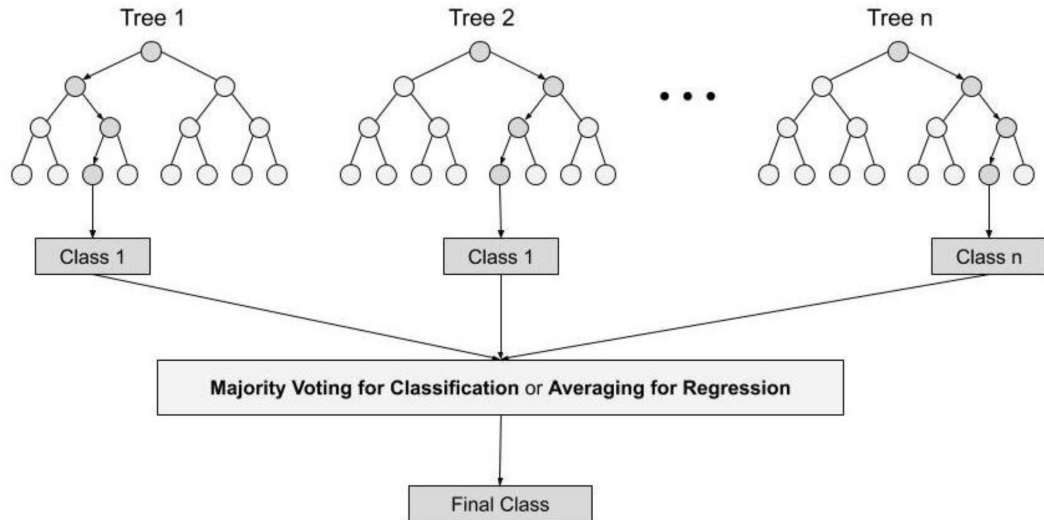 Tree 1
Tree 2
Tree n
Class 1
Class 1
Class n
Majority Voting for Classification or Averaging for Regression
Final Class